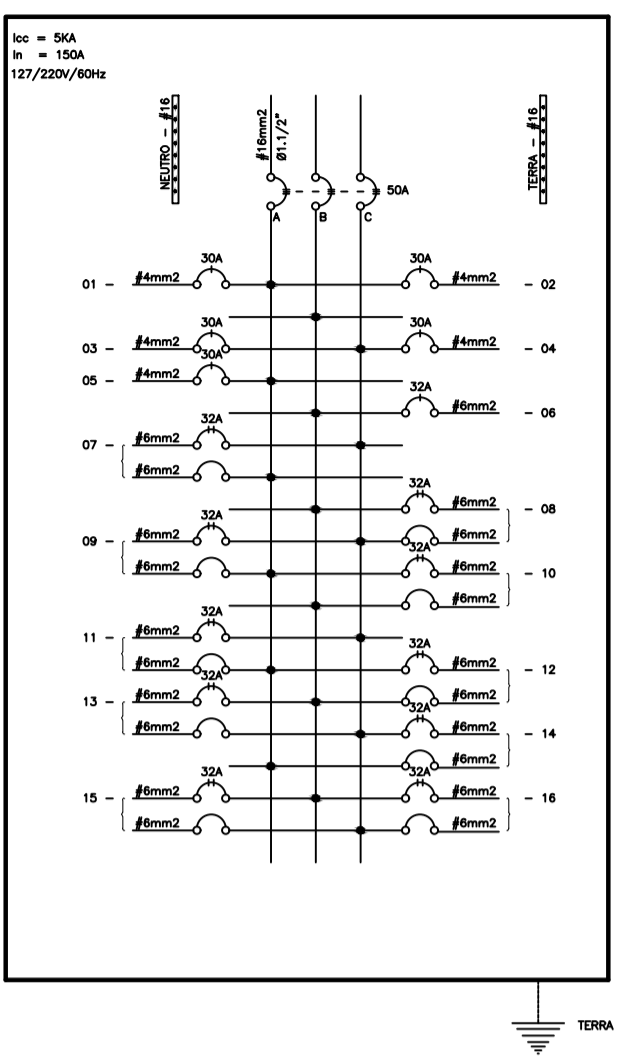 Icc = 5KA
In = 150A
127/220V/60Hz
NEUTRO - #16
#16mm2
Ø1.1/2"
TERRA - #16
50A
A
B
C
30A
30A
01 - #4mm2
#4mm2 - 02
30A
30A
03 - #4mm2
#4mm2 - 04
30A
05 - #4mm2
32A
#6mm2 - 06
32A
07 - #6mm2
#6mm2
32A
#6mm2 - 08
32A
09 - #6mm2
#6mm2
32A
#6mm2
#6mm2 - 10
#6mm2
32A
11 - #6mm2
32A
#6mm2
#6mm2 - 12
32A
13 - #6mm2
#6mm2
32A
#6mm2
#6mm2 - 14
#6mm2
32A
32A
15 - #6mm2
#6mm2 - 16
#6mm2
#6mm2
TERRA